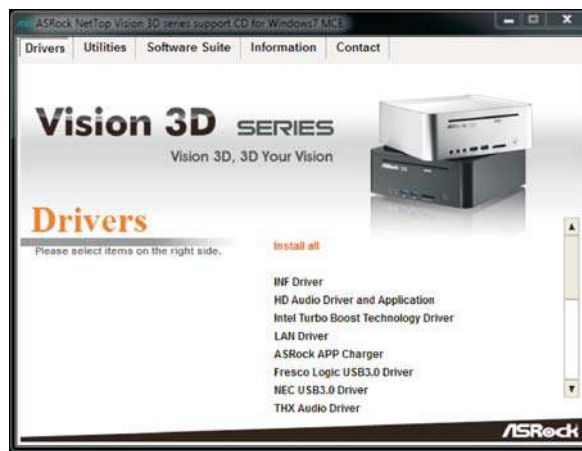 ASRock NetTop Vision 3D series support CD for Windows7 MCE
Drivers Utilities Software Suite Information Contact
Vision 3D SERIES
Vision 3D, 3D Your Vision
Drivers
Please select items on the right side.
Install all
INF Driver
HD Audio Driver and Application
Intel Turbo Boost Technology Driver
LAN Driver
ASRock APP Charger
Fresco Logic USB3.0 Driver
NEC USB3.0 Driver
THX Audio Driver
ASRock